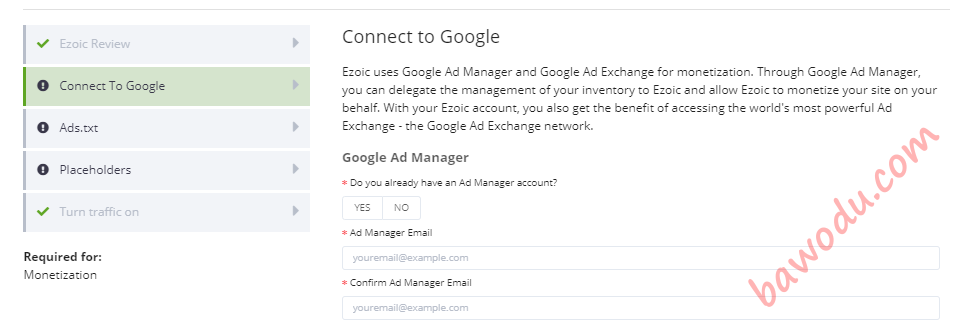 Ezoic Review
Connect To Google
Ads.txt
Placeholders
Turn traffic on
Required for:
Monetization
Connect to Google
Ezoic uses Google Ad Manager and Google Ad Exchange for monetization. Through Google Ad Manager,
you can delegate the management of your inventory to Ezoic and allow Ezoic to monetize your site on your
behalf. With your Ezoic account, you also get the benefit of accessing the world's most powerful Ad
Exchange - the Google Ad Exchange network.
Google Ad Manager
* Do you already have an Ad Manager account?
YES NO
* Ad Manager Email
youremail@example.com
* Confirm Ad Manager Email
youremail@example.com
bawodu.com